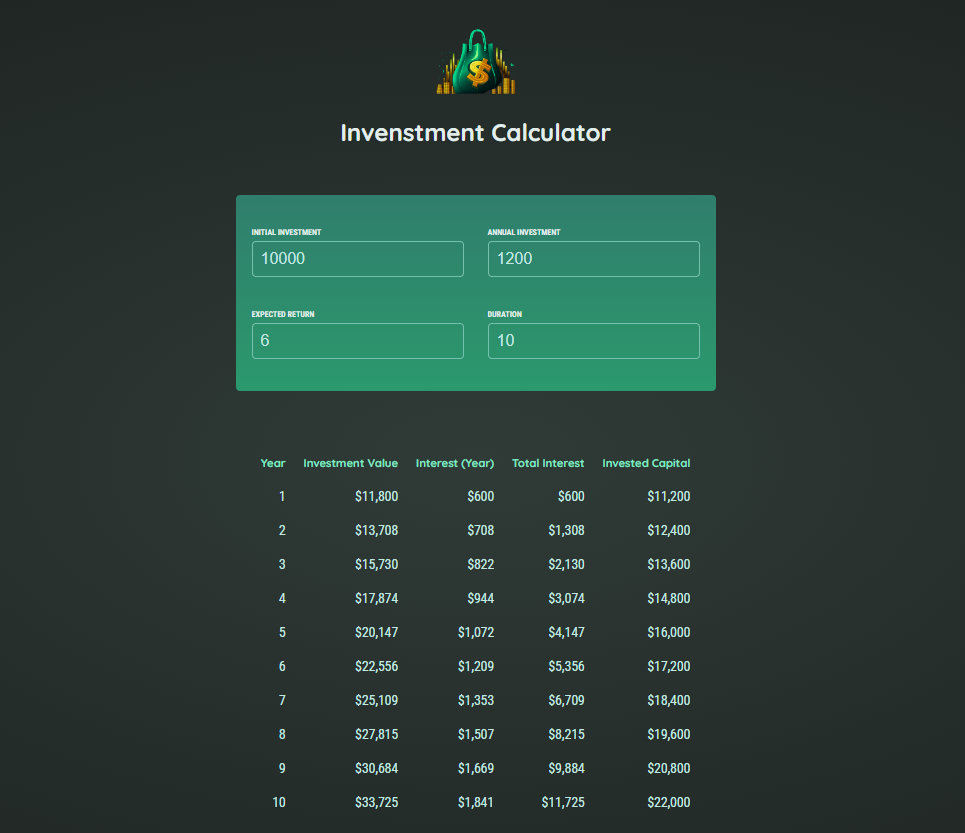 $
Invenstment Calculator
INITIAL INVESTMENT ANNUAL INVESTMENT
10000 1200
EXPECTED RETURN DURATION
6 10
Year Investment Value Interest (Year) Total Interest Invested Capital
1 $11,800 $600 $600 $11,200
2 $13,708 $708 $1,308 $12,400
3 $15,730 $822 $2,130 $13,600
4 $17,874 $944 $3,074 $14,800
5 $20,147 $1,072 $4,147 $16,000
6 $22,556 $1,209 $5,356 $17,200
7 $25,109 $1,353 $6,709 $18,400
8 $27,815 $1,507 $8,215 $19,600
9 $30,684 $1,669 $9,884 $20,800
10 $33,725 $1,841 $11,725 $22,000